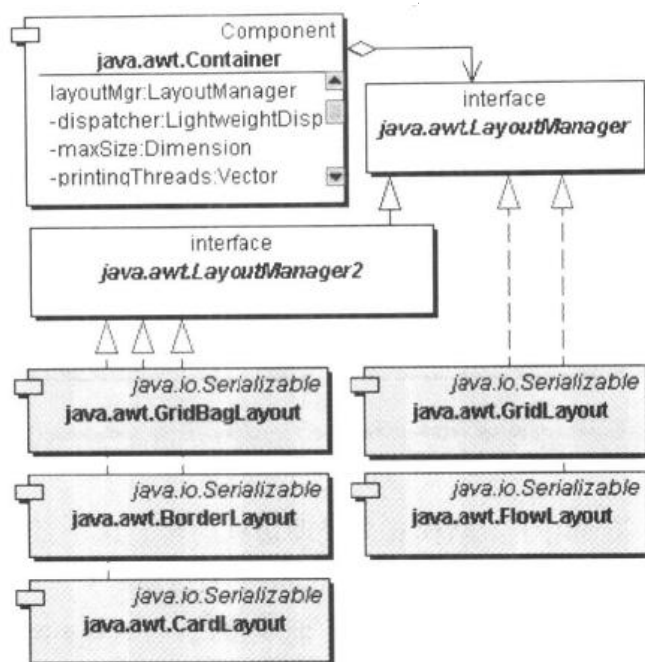 Component
java.awt.Container
layoutMgr:LayoutManager
-dispatcher:LightweightDisp
-maxSize:Dimension
-printingThreads:Vector
interface
java.awt.LayoutManager
interface
java.awt.LayoutManager2
java.io.Serializable
java.awt.GridBagLayout
java.io.Serializable
java.awt.GridLayout
java.io.Serializable
java.awt.BorderLayout
java.io.Serializable
java.awt.FlowLayout
java.io.Serializable
java.awt.CardLayout